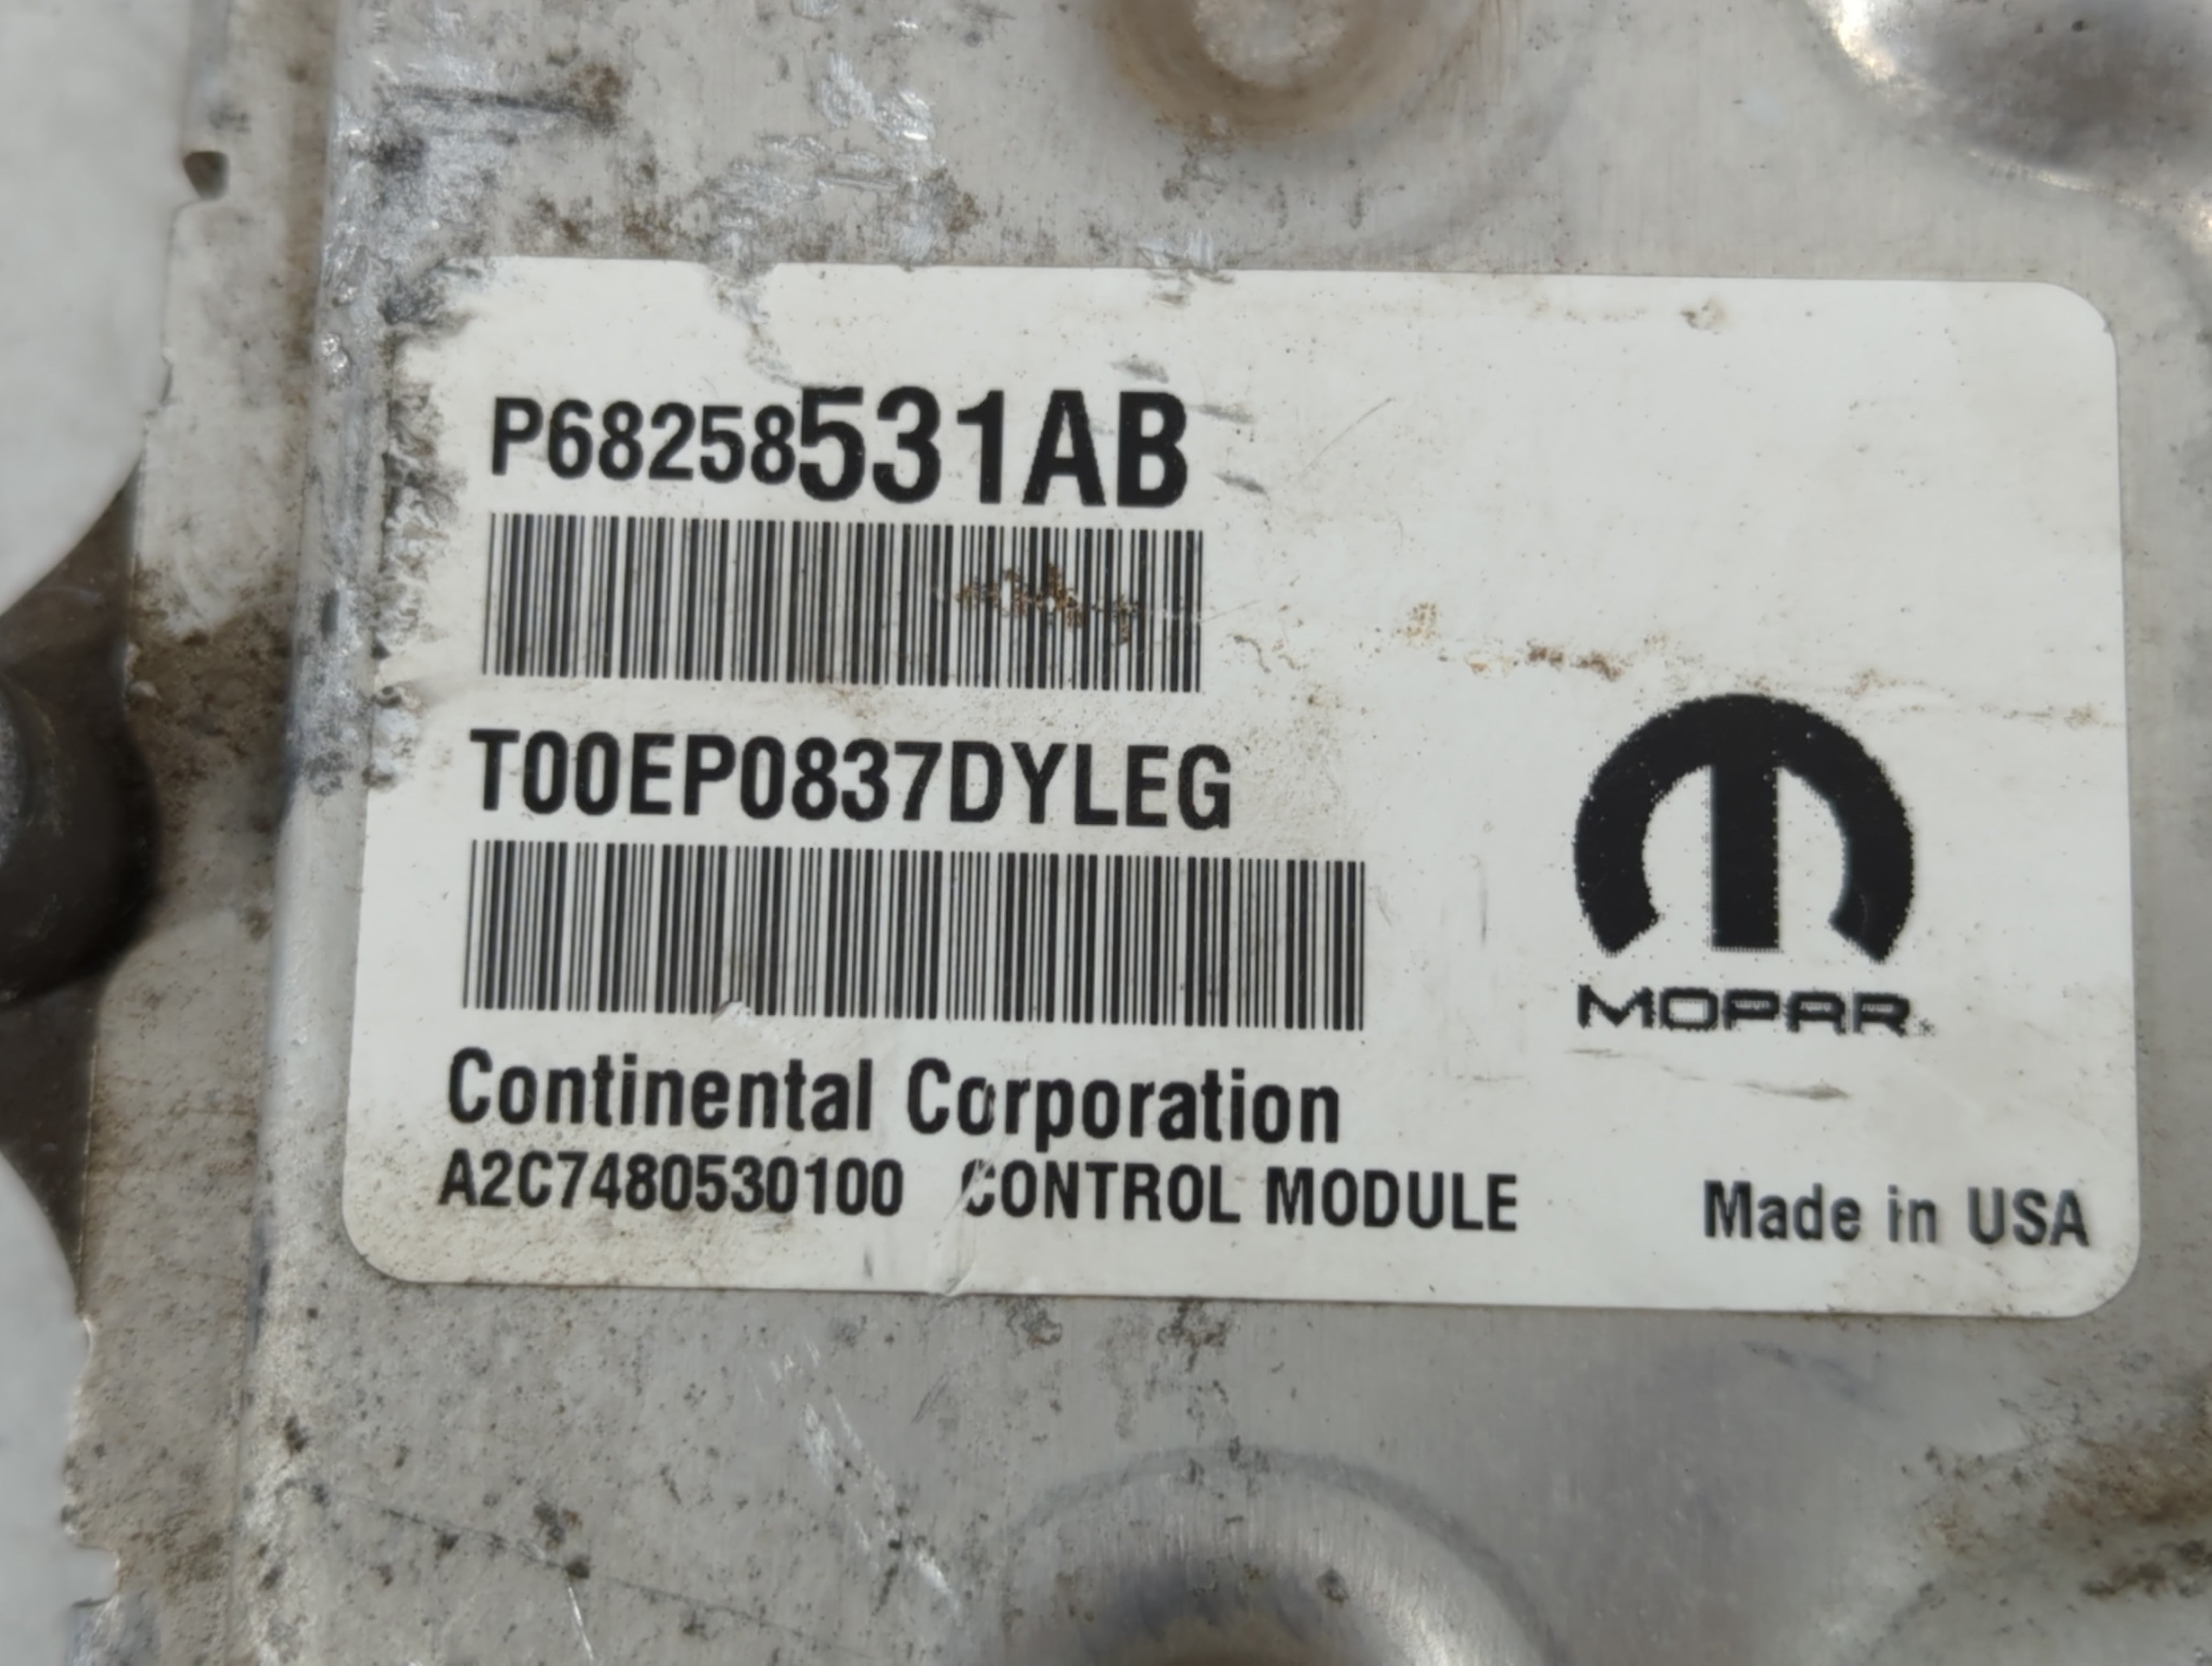 P68258531AB
T00EP0837DYLEG
MOPAR
Continental Corporation
A2C7480530100 CONTROL MODULE
Made in USA